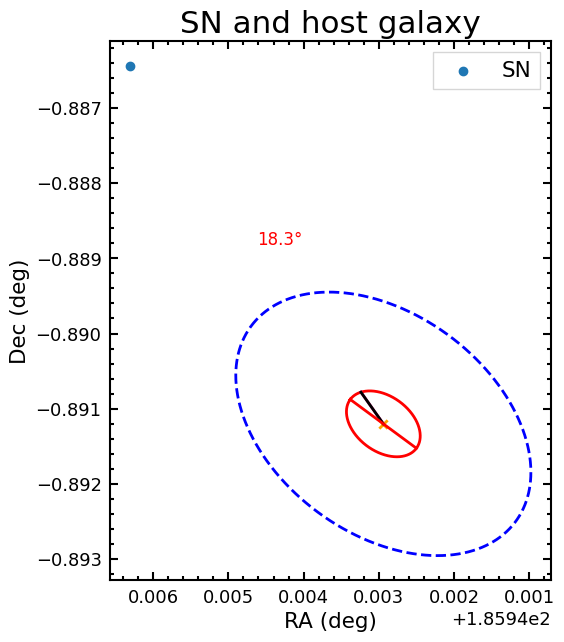 SN and host galaxy
SN
−0.887
−0.888
−0.889
−0.890
−0.891
−0.892
−0.893
Dec (deg)
18.3°
0.006 0.005 0.004 0.003 0.002 0.001
RA (deg)
+1.8594e2